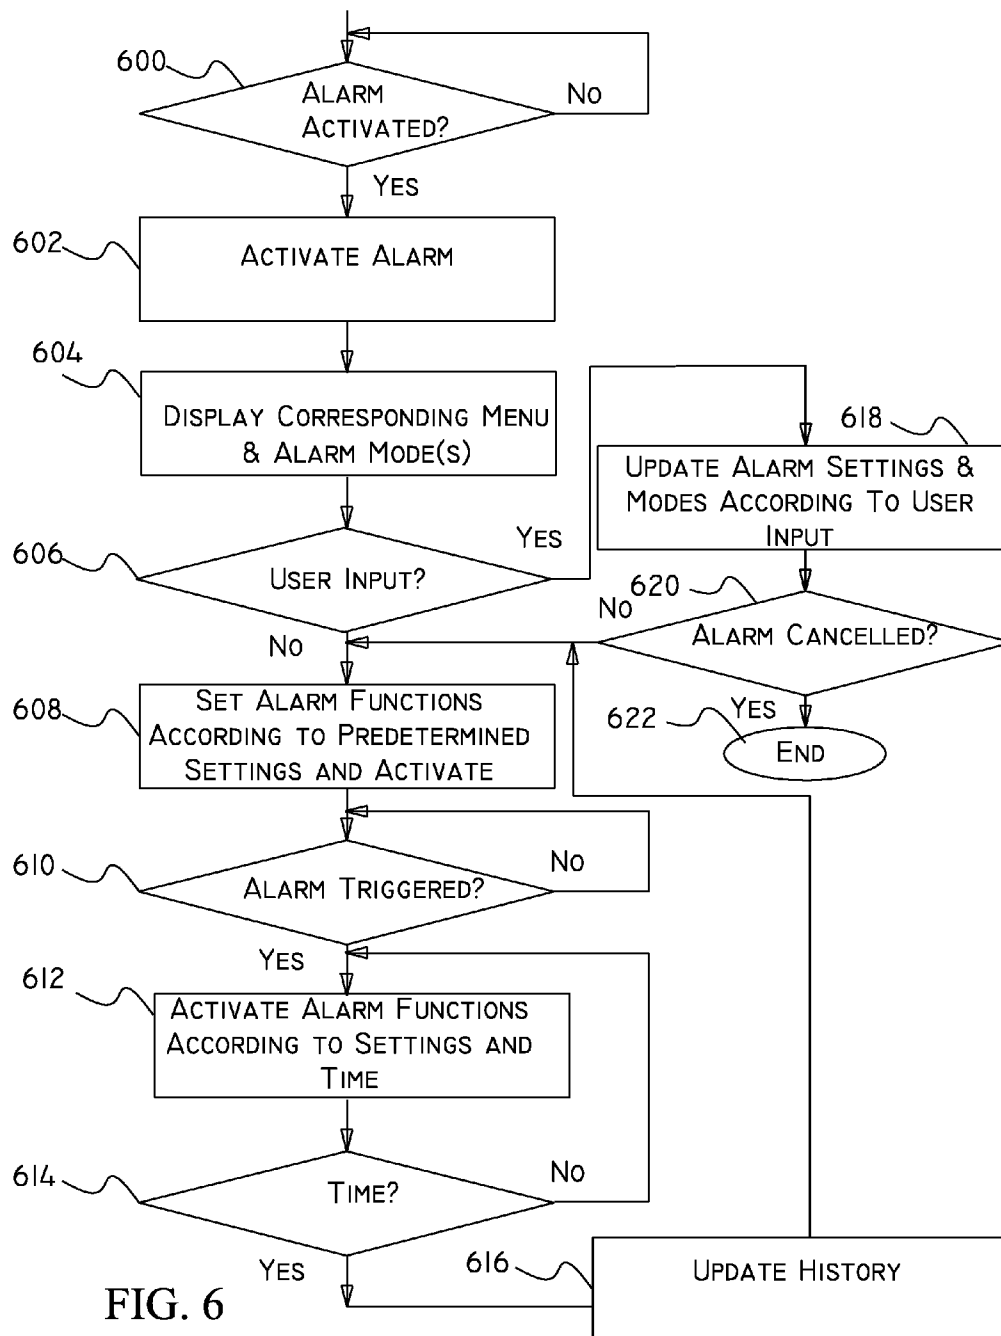 600
ALARM
ACTIVATED?
NO
YES
602
ACTIVATE ALARM
604
DISPLAY CORRESPONDING MENU
& ALARM MODE(S)
618
UPDATE ALARM SETTINGS &
MODES ACCORDING TO USER
INPUT
606
USER INPUT?
YES
NO
620
NO
ALARM CANCELLED?
YES
622
END
608
SET ALARM FUNCTIONS
ACCORDING TO PREDETERMINED
SETTINGS AND ACTIVATE
610
ALARM TRIGGERED?
NO
YES
612
ACTIVATE ALARM FUNCTIONS
ACCORDING TO SETTINGS AND
TIME
614
TIME?
NO
YES
616
UPDATE HISTORY
FIG. 6